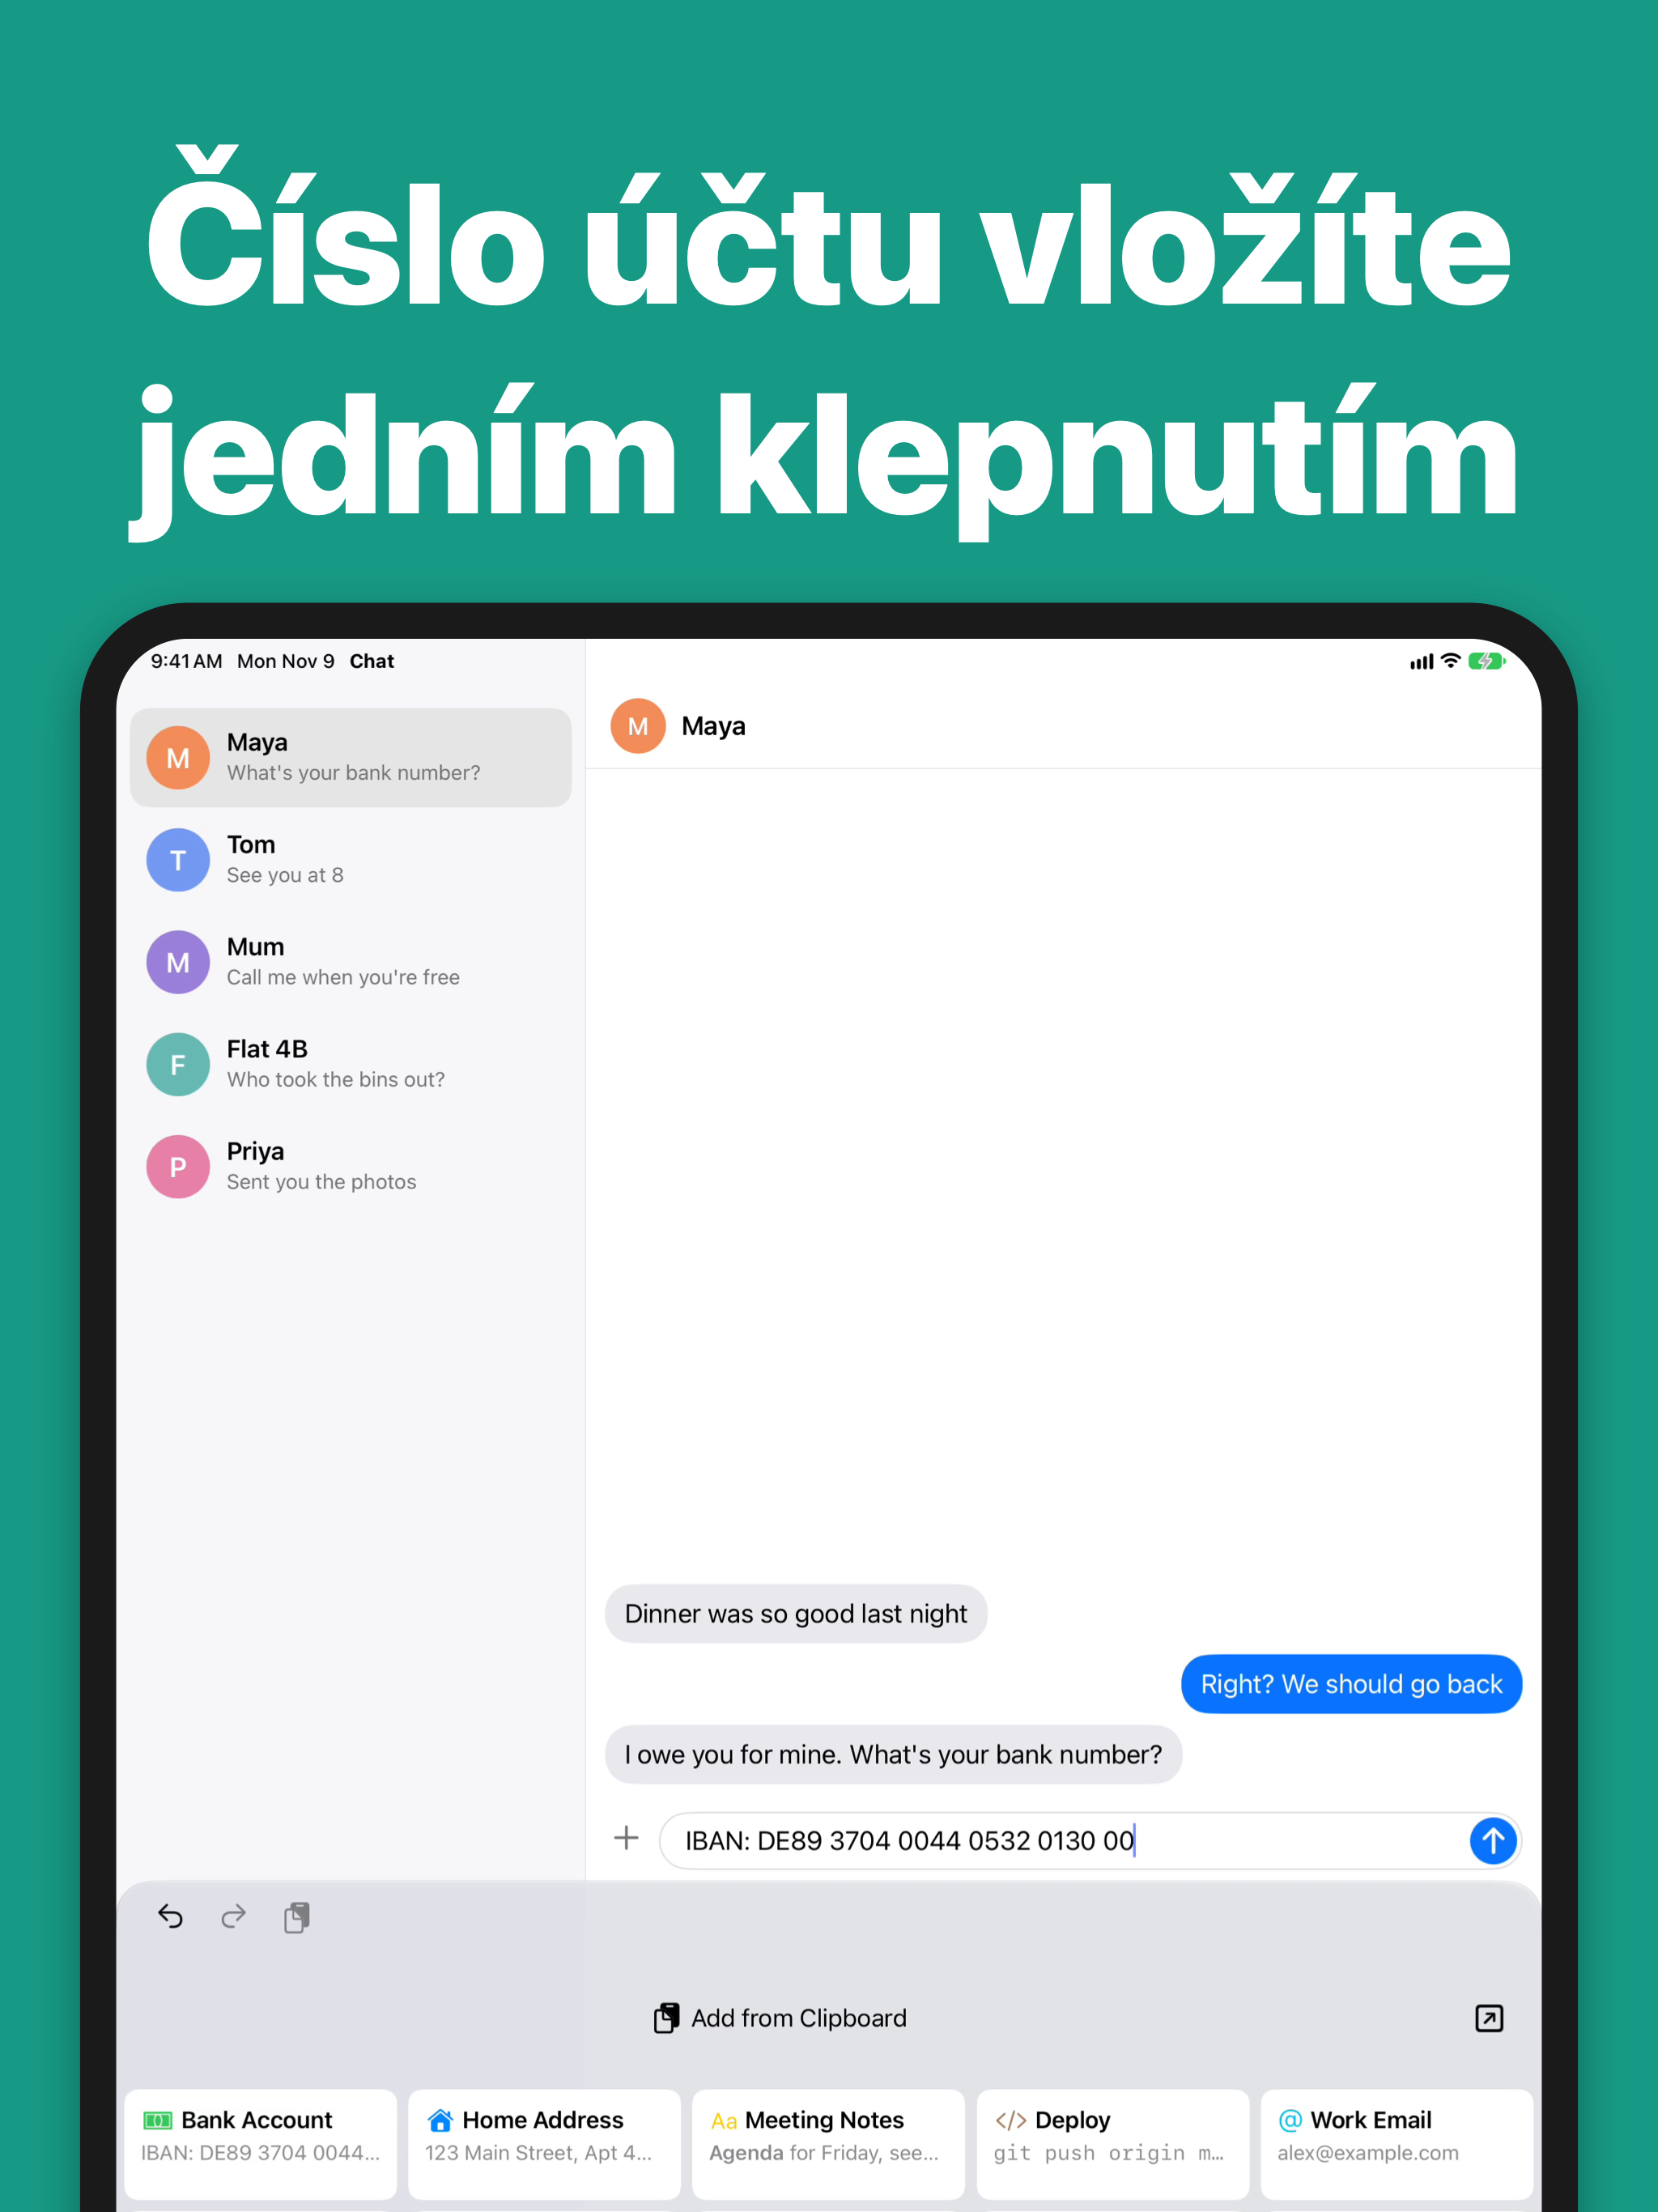 Číslo účtu vložíte
jedním klepnutím
9:41 AM Mon Nov 9 Chat
M Maya
What's your bank number?
T Tom
See you at 8
M Mum
Call me when you're free
F Flat 4B
Who took the bins out?
P Priya
Sent you the photos
M Maya
Dinner was so good last night
Right? We should go back
I owe you for mine. What's your bank number?
IBAN: DE89 3704 0044 0532 0130 00
Add from Clipboard
Bank Account
IBAN: DE89 3704 0044...
Home Address
123 Main Street, Apt 4...
Aa Meeting Notes
Agenda for Friday, see...
</> Deploy
git push origin m...
@ Work Email
alex@example.com